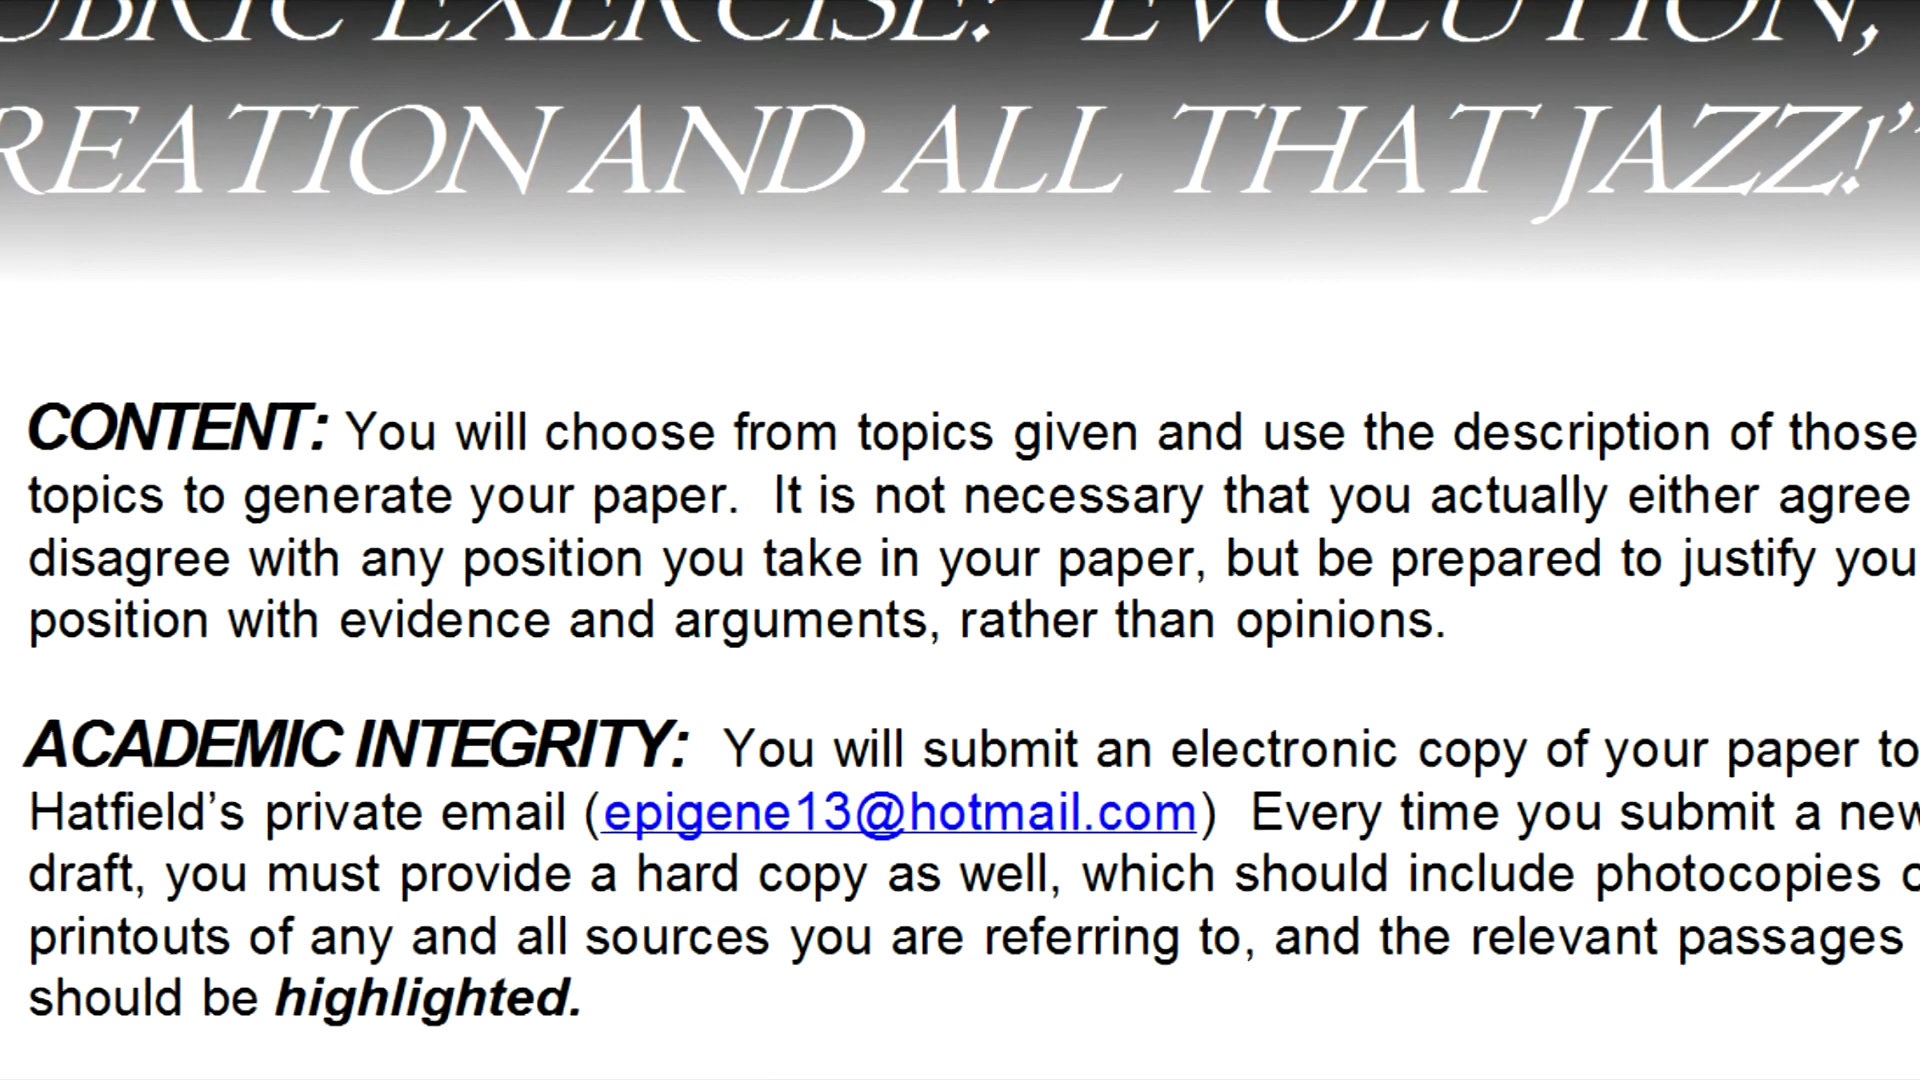 UBRIC EXERCISE: "EVOLUTION,
REATION AND ALL THAT JAZZ!"
CONTENT: You will choose from topics given and use the description of those
topics to generate your paper. It is not necessary that you actually either agree
disagree with any position you take in your paper, but be prepared to justify you
position with evidence and arguments, rather than opinions.
ACADEMIC INTEGRITY: You will submit an electronic copy of your paper to
Hatfield's private email (epigene13@hotmail.com) Every time you submit a new
draft, you must provide a hard copy as well, which should include photocopies
printouts of any and all sources you are referring to, and the relevant passages
should be highlighted.